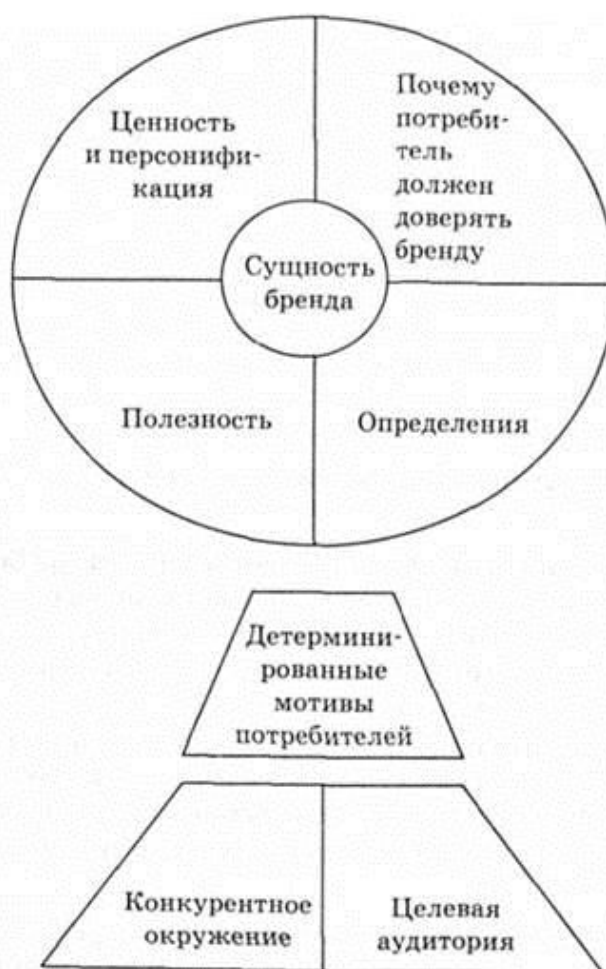 Ценность
и персонифи-
кация
Почему
потреби-
тель
должен
доверять
бренду
Сущность
бренда
Полезность
Определения
Детермини-
рованные
мотивы
потребителей
Конкурентное
окружение
Целевая
аудитория